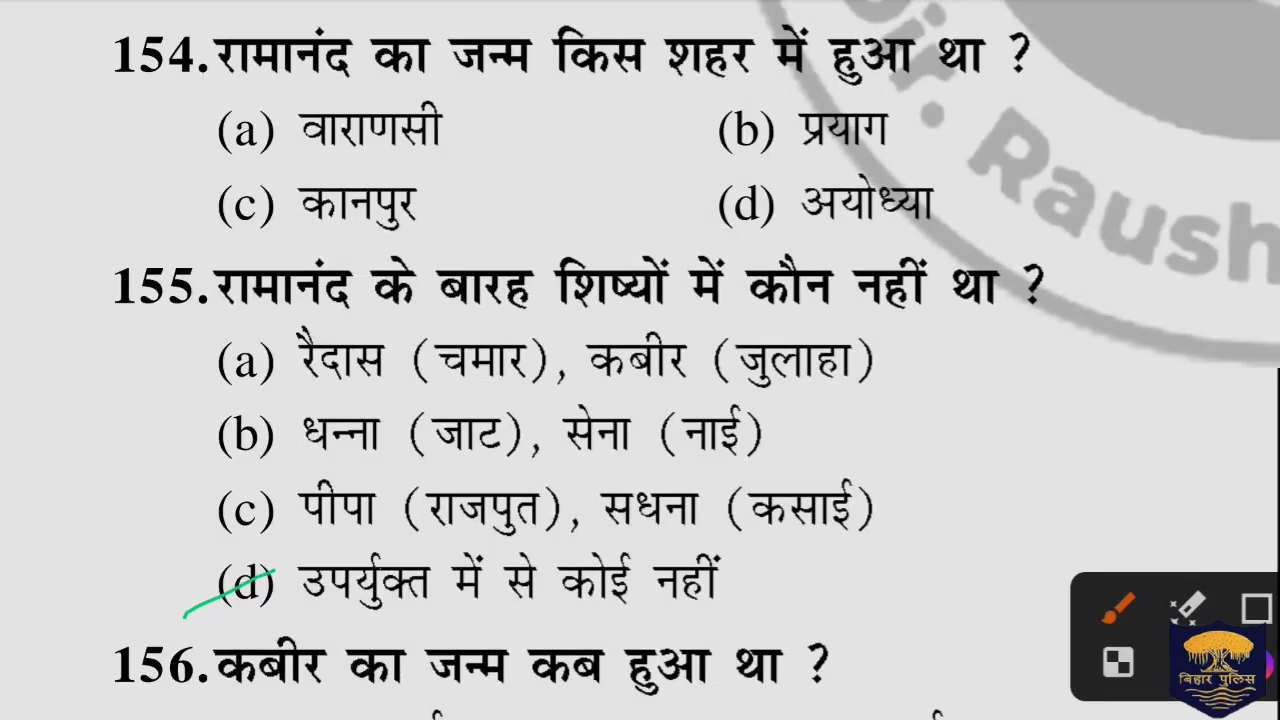 154. रामानंद का जन्म किस शहर में हुआ था ?
(a) वाराणसी (b) प्रयाग
(c) कानपुर (d) अयोध्या
155. रामानंद के बारह शिष्यों में कौन नहीं था ?
(a) रैदास (चमार), कबीर (जुलाहा)
(b) धन्ना (जाट), सेना (नाई)
(c) पीपा (राजपुत), सधना (कसाई)
(d) उपर्युक्त में से कोई नहीं
156. कबीर का जन्म कब हुआ था ?
Dir. Raush
बिहार पुलिस